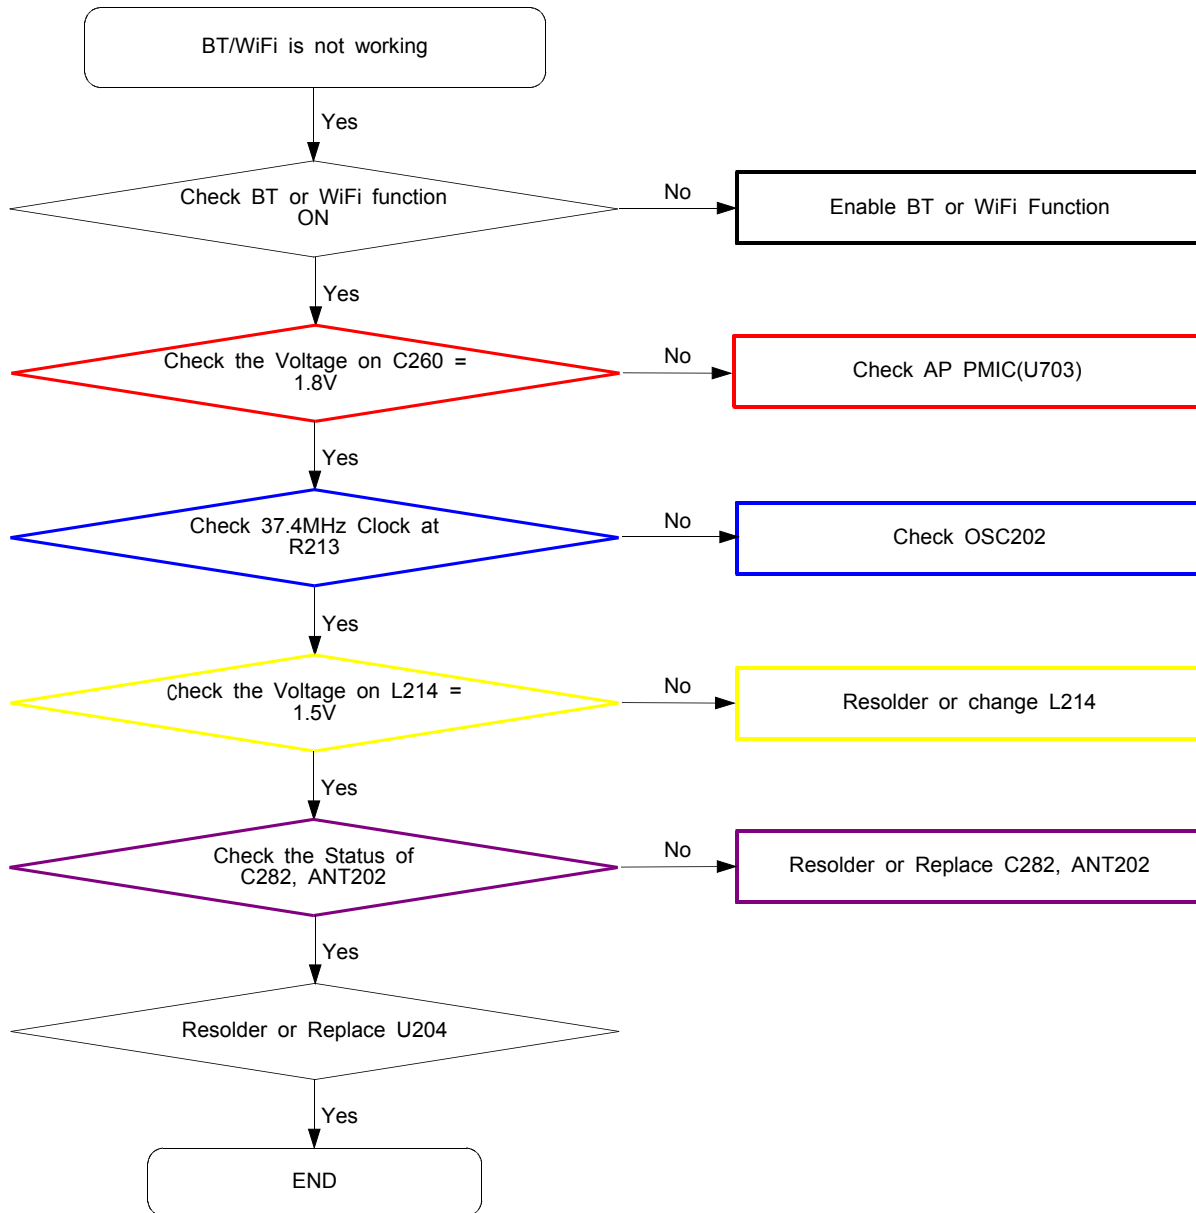 BT/WiFi is not working
Yes
Check BT or WiFi function
ON
No
Enable BT or WiFi Function
Yes
Check the Voltage on C260 =
1.8V
No
Check AP PMIC(U703)
Yes
Check 37.4MHz Clock at
R213
No
Check OSC202
Yes
Check the Voltage on L214 =
1.5V
No
Resolder or change L214
Yes
Check the Status of
C282, ANT202
No
Resolder or Replace C282, ANT202
Yes
Resolder or Replace U204
Yes
END